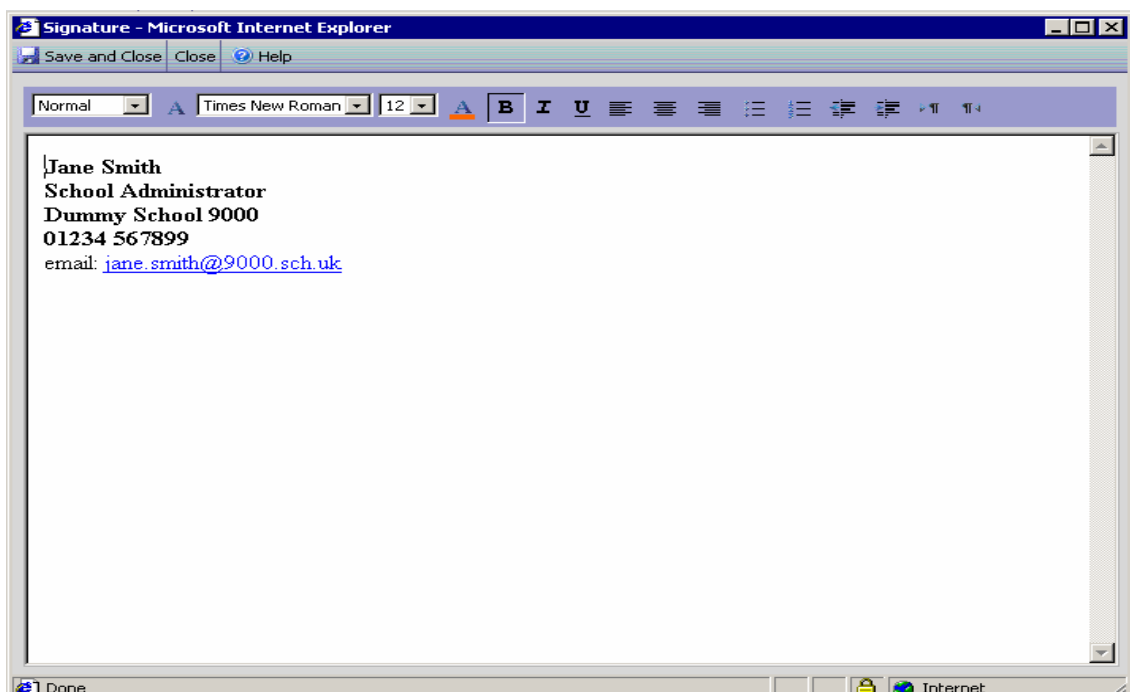 Signature - Microsoft Internet Explorer
Save and Close Close Help
Normal A Times New Roman 12 A B I U
Jane Smith
School Administrator
Dummy School 9000
01234 567899
email: jane.smith@9000.sch.uk
Done Internet